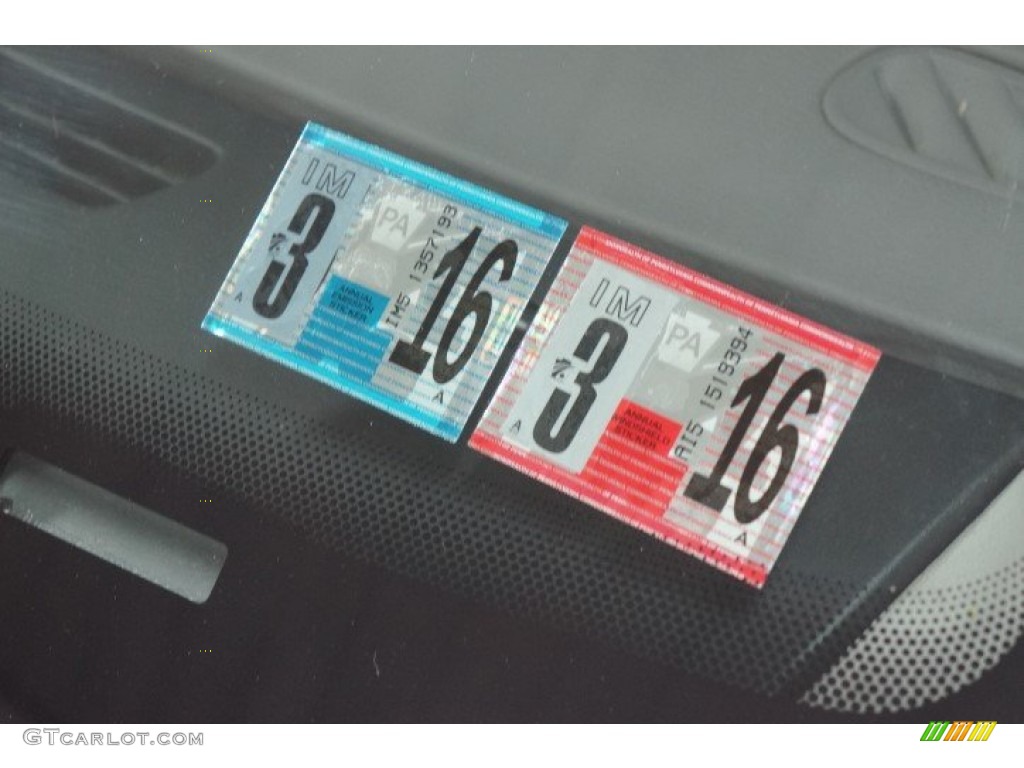 IM
3
A
PA
IM5 1357193
16
ANNUAL
EMISSION
STICKER
A
IM
3
A
PA
AI5 1519394
16
ANNUAL
WINDSHIELD
STICKER
A
GTCARLOT.COM